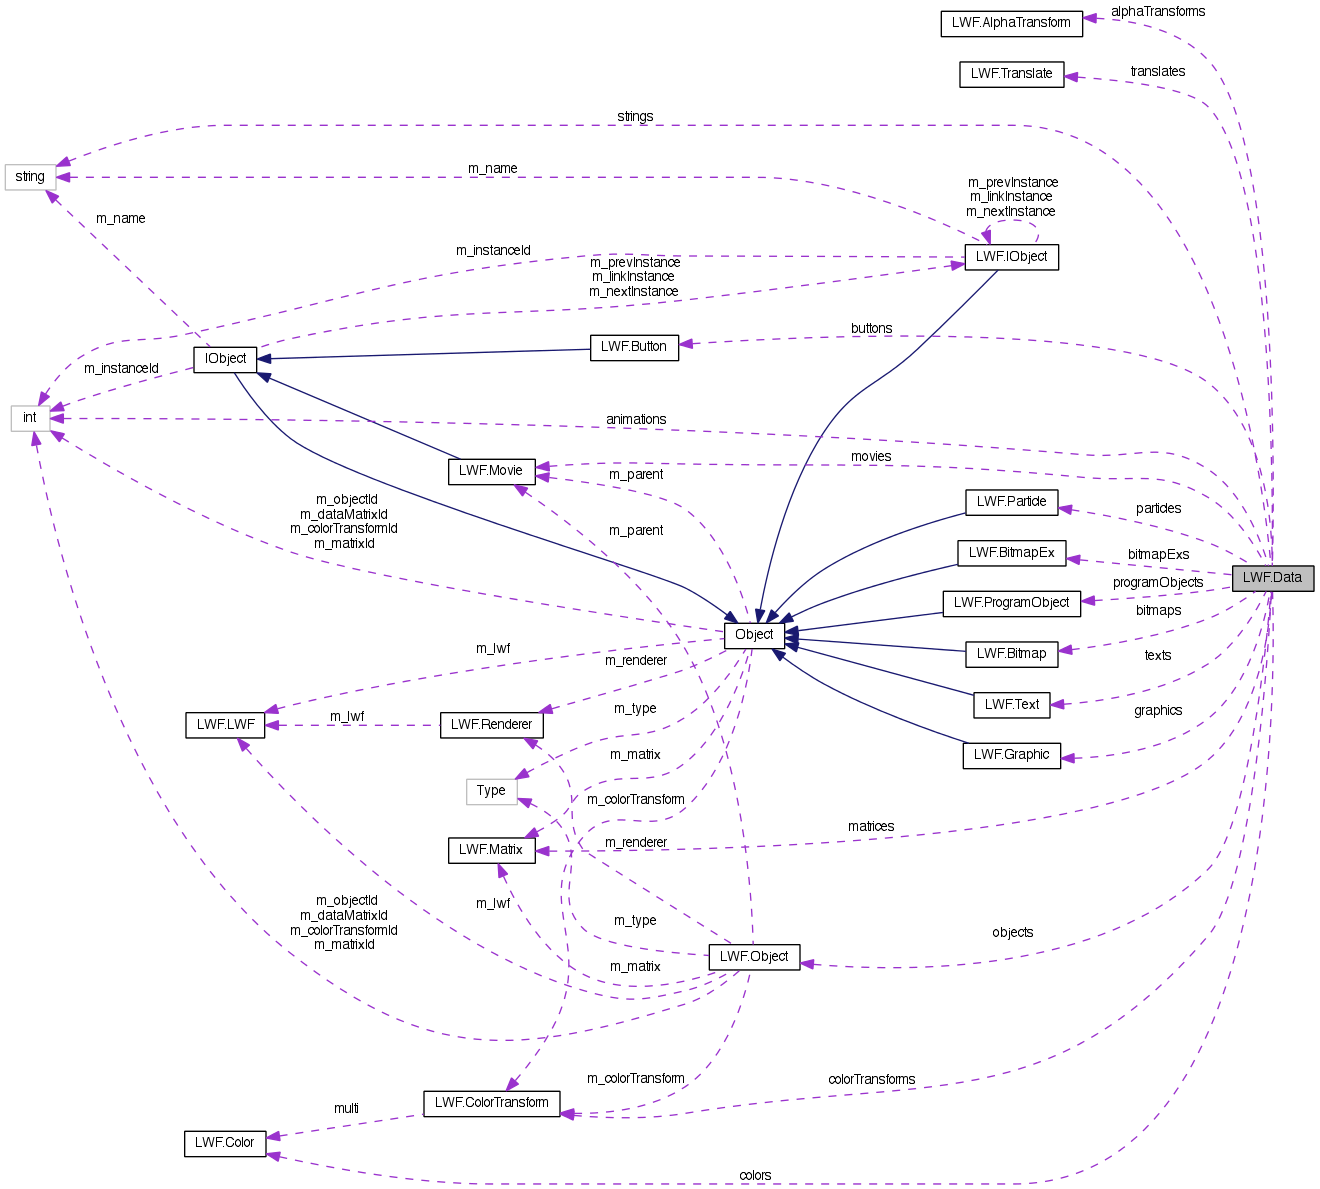 alphaTransforms
LWF.AlphaTransform
translates
LWF.Translate
strings
string
m_name
m_prevInstance
m_linkInstance
m_nextInstance
m_name
m_instanceId
LWF.IObject
m_prevInstance
m_linkInstance
m_nextInstance
buttons
LWF.Button
IObject
m_instanceId
int
animations
movies
LWF.Movie
m_parent
m_objectId
m_dataMatrixId
m_colorTransformId
m_matrixId
LWF.Particle
particles
m_parent
LWF.BitmapEx
bitmapExs
LWF.Data
programObjects
LWF.ProgramObject
bitmaps
Object
m_lwf
LWF.Bitmap
texts
m_renderer
LWF.Text
graphics
m_type
LWF.LWF
m_lwf
LWF.Renderer
LWF.Graphic
m_matrix
Type
m_colorTransform
matrices
m_renderer
LWF.Matrix
m_objectId
m_dataMatrixId
m_colorTransformId
m_matrixId
m_lwf
m_type
objects
LWF.Object
m_matrix
m_colorTransform
colorTransforms
LWF.ColorTransform
multi
LWF.Color
colors